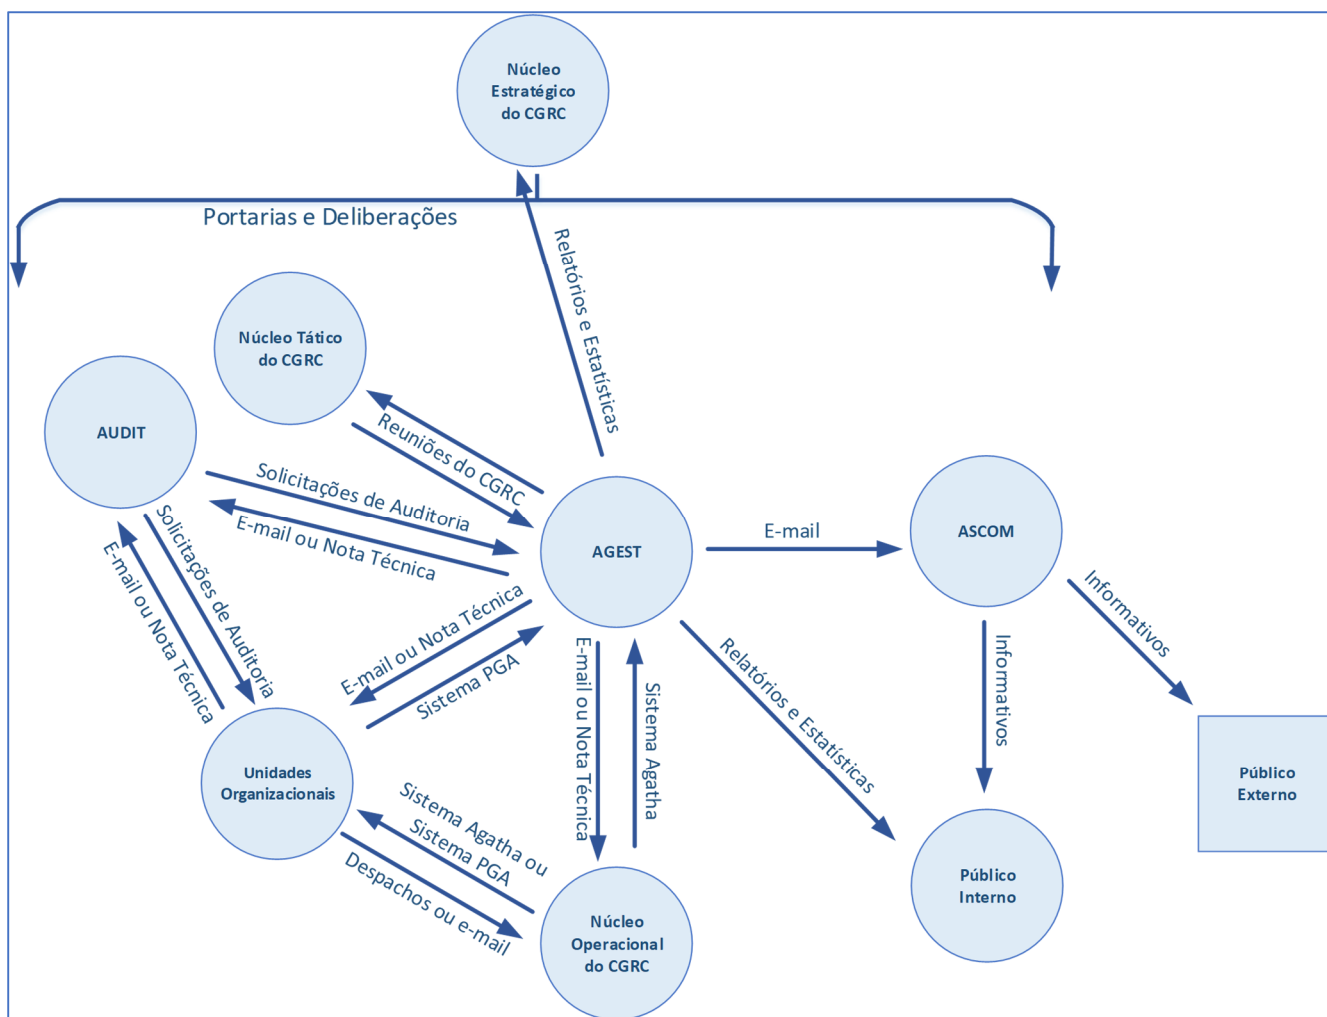 Núcleo
Estratégico
do CGRC
Portarias e Deliberações
Relatórios e Estatísticas
Núcleo Tático
do CGRC
AUDIT
Reuniões do CGRC
Solicitações de Auditoria
E-mail ou Nota Técnica
AGEST
E-mail
ASCOM
Solicitações de Auditoria
E-mail ou Nota Técnica
E-mail ou Nota Técnica
Sistema PGA
E-mail ou Nota Técnica
Sistema Agatha
Relatórios e Estatísticas
Informativos
Informativos
Unidades
Organizacionais
Público
Externo
Sistema Agatha ou
Sistema PGA
Despachos ou e-mail
Núcleo
Operacional
do CGRC
Público
Interno